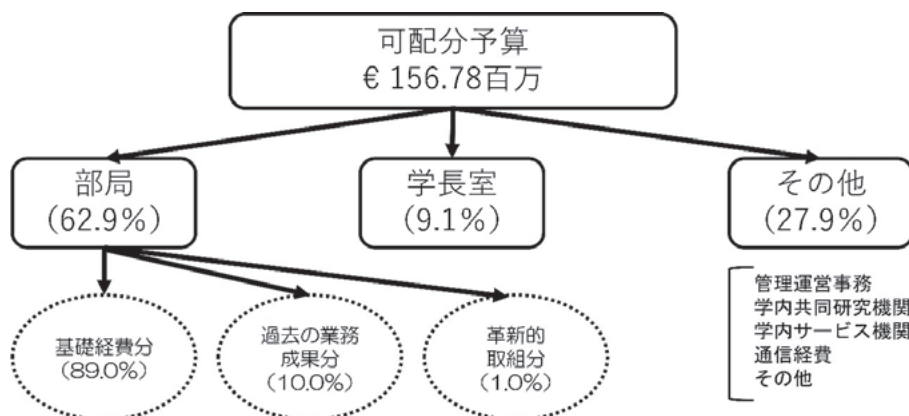 可配分予算
€ 156.78百万
部局
(62.9%)
学長室
(9.1%)
その他
(27.9%)
基礎経費分
(89.0%)
過去の業務
成果分
(10.0%)
革新的
取組分
(1.0%)
管理運営事務
学内共同研究機関
学内サービス機関
通信経費
その他